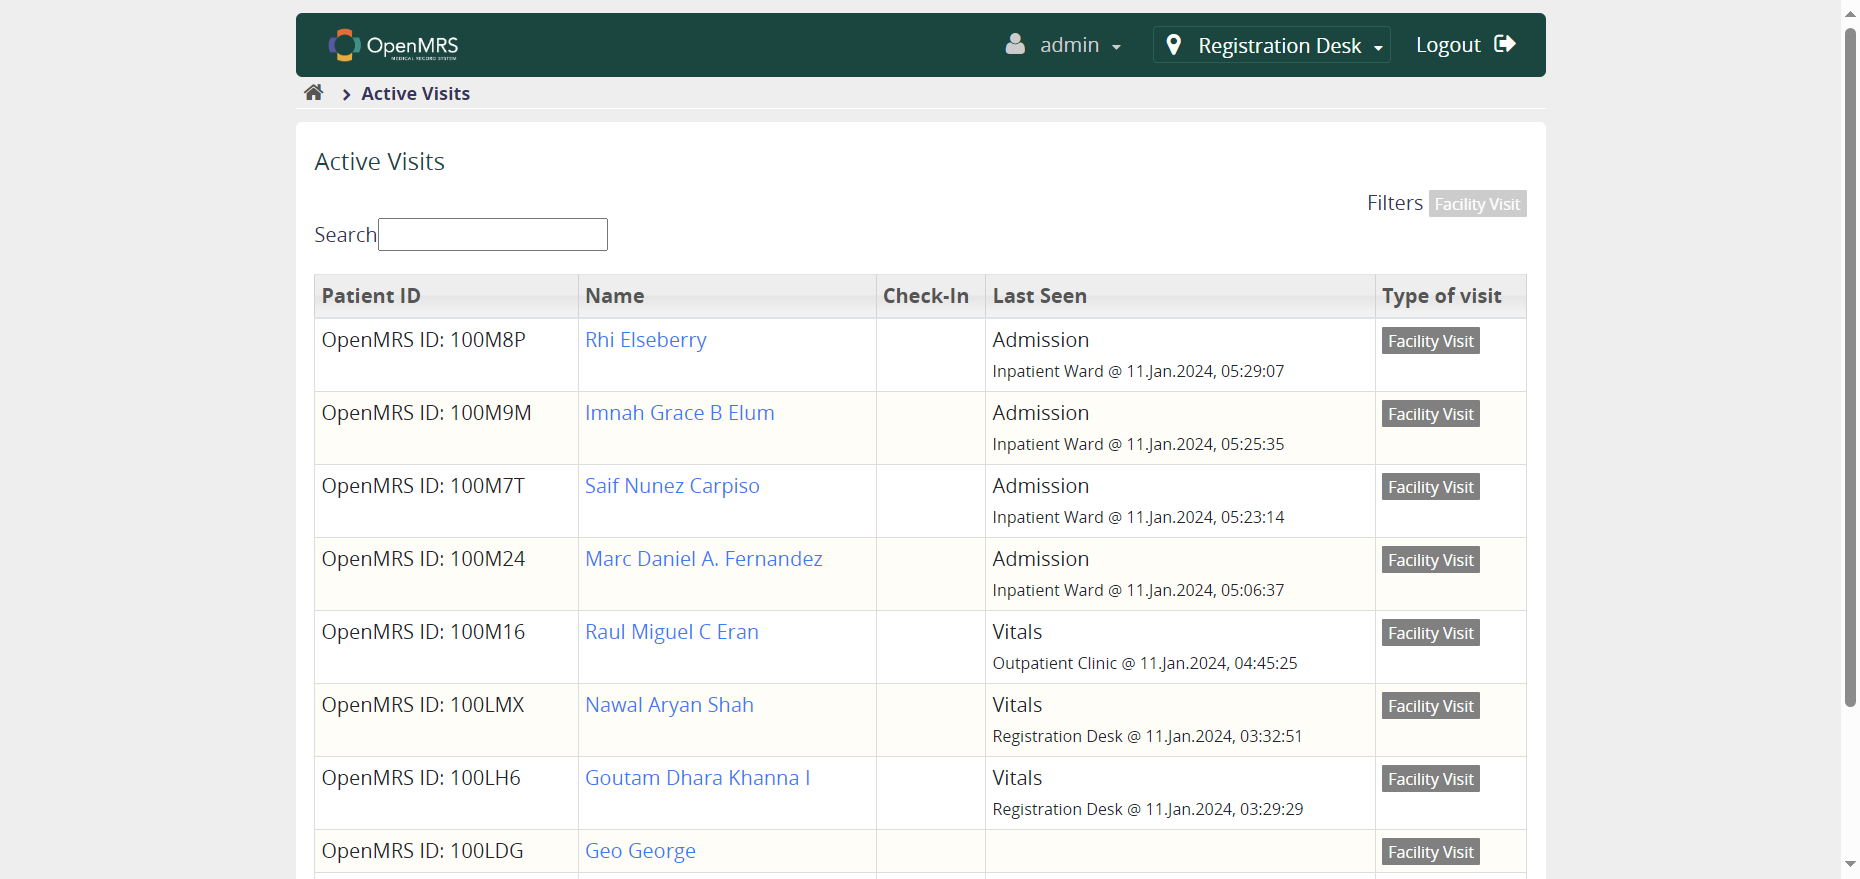 OpenMRS
MEDICAL RECORD SYSTEM
admin
Registration Desk
Logout
Active Visits
Active Visits
Filters Facility Visit
Search
Patient ID Name Check-In Last Seen Type of visit
OpenMRS ID: 100M8P Rhi Elseberry Admission Facility Visit
Inpatient Ward @ 11.Jan.2024, 05:29:07
OpenMRS ID: 100M9M Imnah Grace B Elum Admission Facility Visit
Inpatient Ward @ 11.Jan.2024, 05:25:35
OpenMRS ID: 100M7T Saif Nunez Carpiso Admission Facility Visit
Inpatient Ward @ 11.Jan.2024, 05:23:14
OpenMRS ID: 100M24 Marc Daniel A. Fernandez Admission Facility Visit
Inpatient Ward @ 11.Jan.2024, 05:06:37
OpenMRS ID: 100M16 Raul Miguel C Eran Vitals Facility Visit
Outpatient Clinic @ 11.Jan.2024, 04:45:25
OpenMRS ID: 100LMX Nawal Aryan Shah Vitals Facility Visit
Registration Desk @ 11.Jan.2024, 03:32:51
OpenMRS ID: 100LH6 Goutam Dhara Khanna I Vitals Facility Visit
Registration Desk @ 11.Jan.2024, 03:29:29
OpenMRS ID: 100LDG Geo George Facility Visit